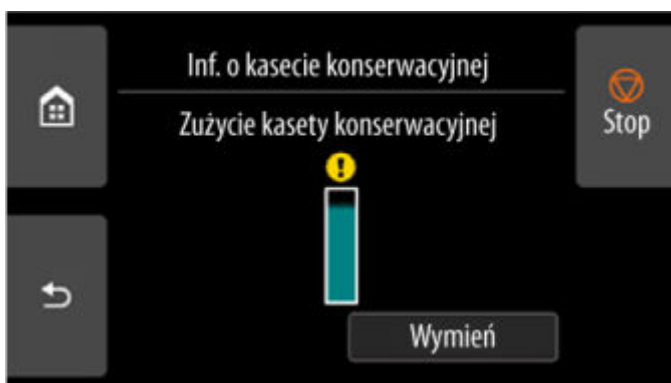 Inf. o kasecie konserwacyjnej
Zużycie kasety konserwacyjnej
Stop
Wymień